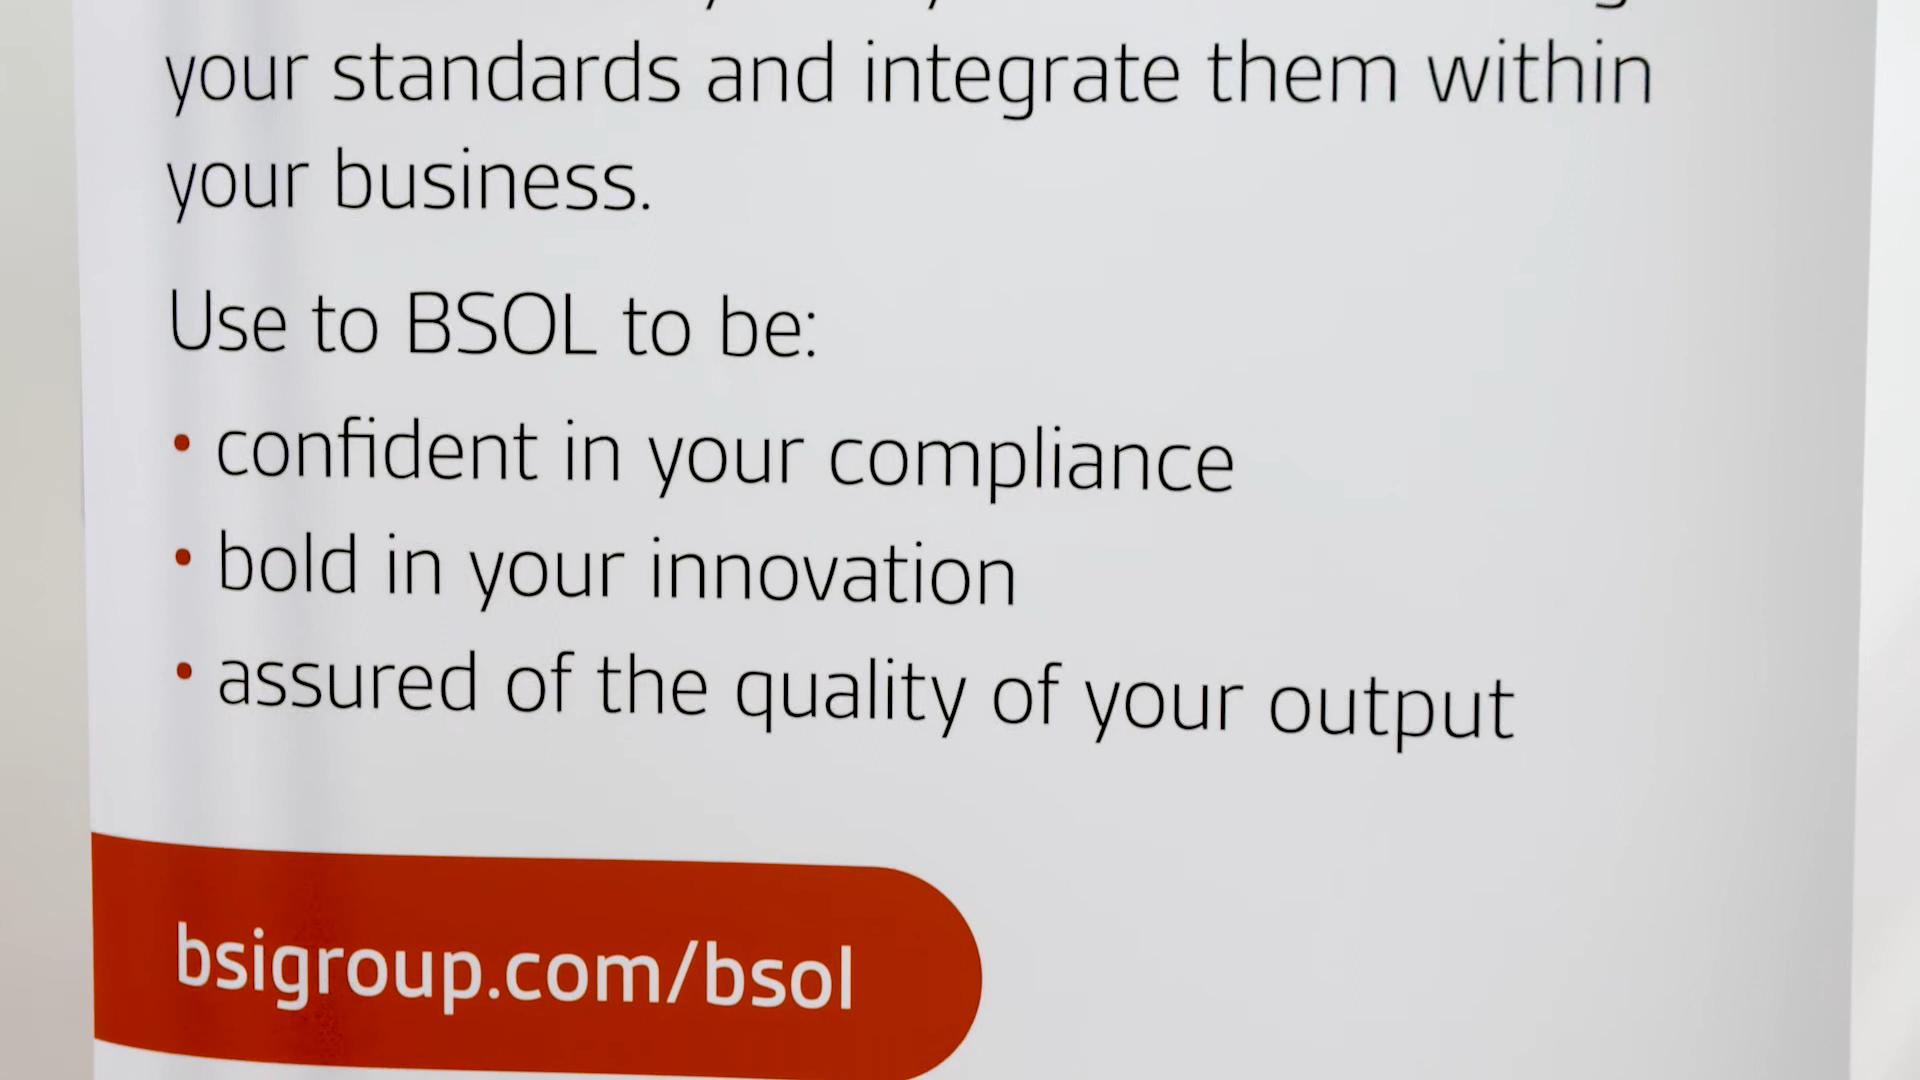 your standards and integrate them within
your business.
Use to BSOL to be:
• confident in your compliance
• bold in your innovation
• assured of the quality of your output
bsigroup.com/bsol